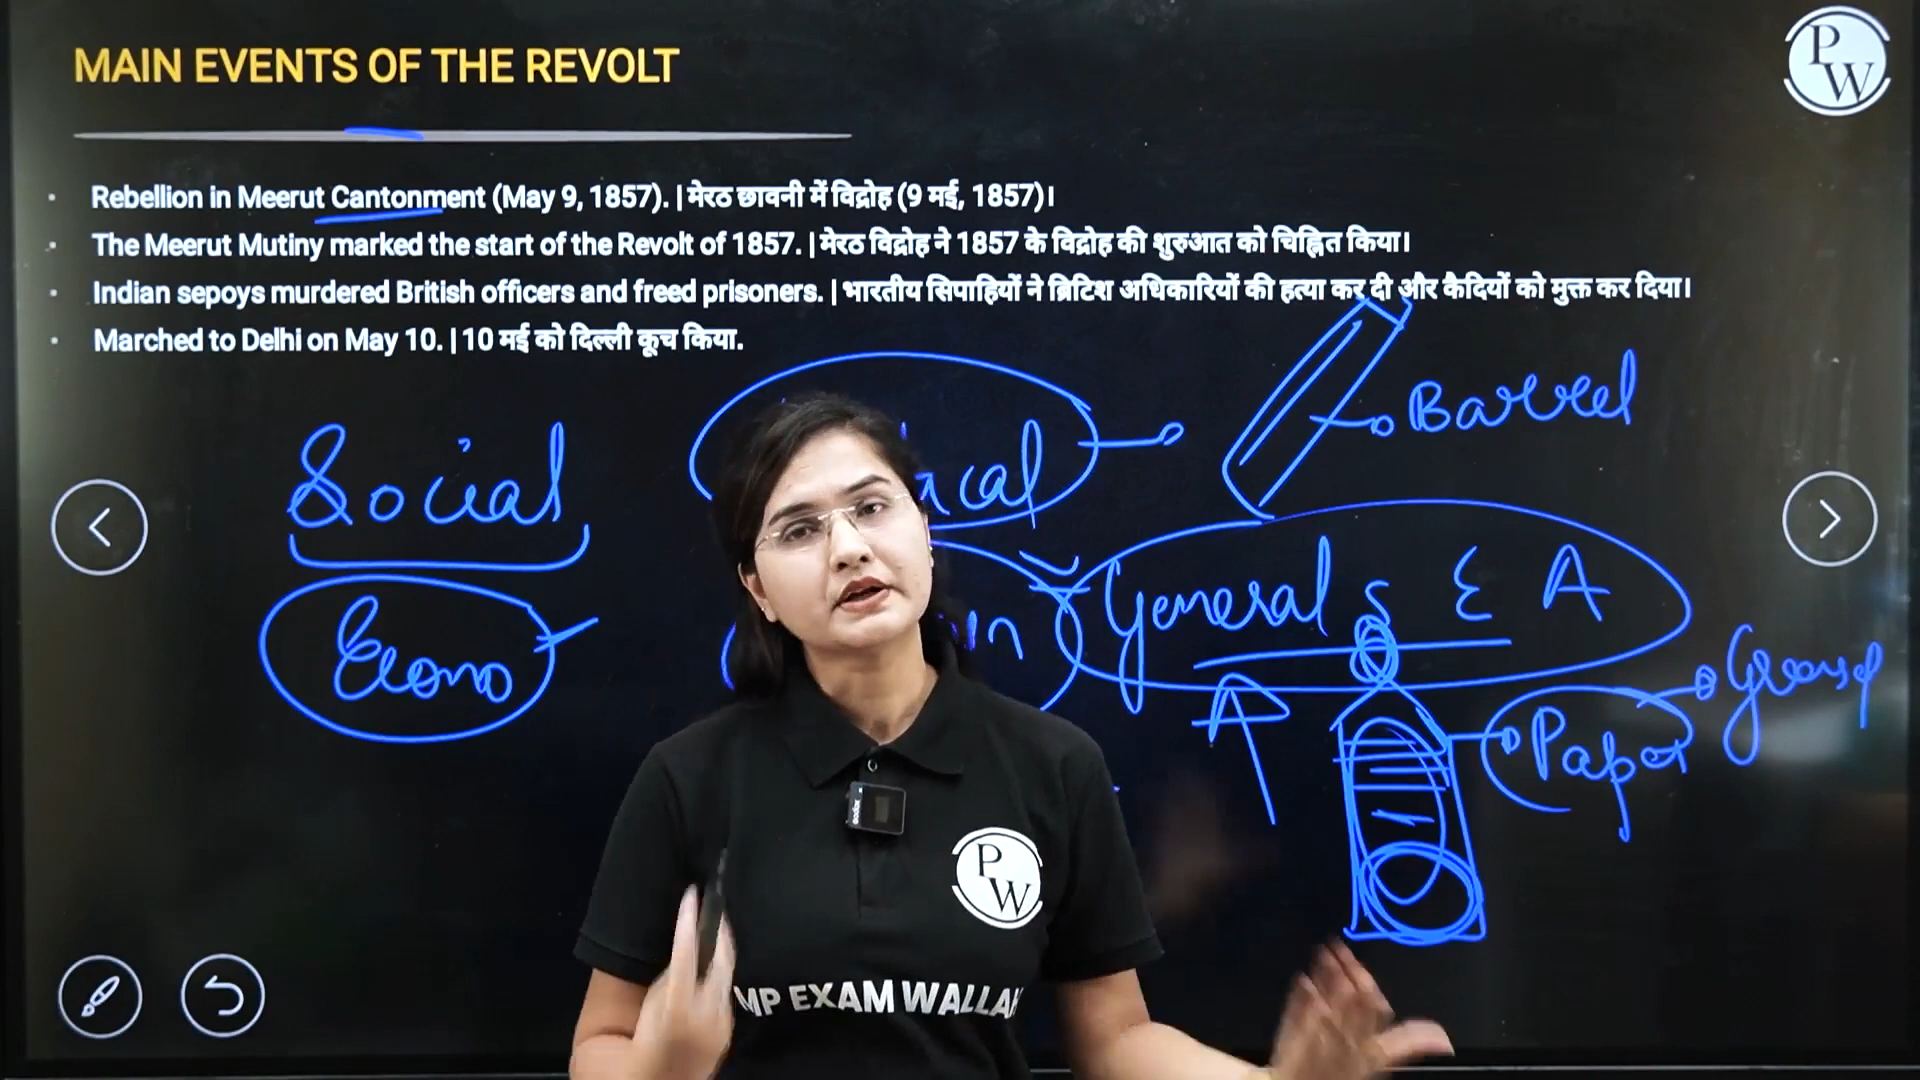 MAIN EVENTS OF THE REVOLT
P
W
• Rebellion in Meerut Cantonment (May 9, 1857). | मेरठ छावनी में विद्रोह (9 मई, 1857)।
• The Meerut Mutiny marked the start of the Revolt of 1857. | मेरठ विद्रोह ने 1857 के विद्रोह की शुरुआत को चिह्नित किया।
• Indian sepoys murdered British officers and freed prisoners. | भारतीय सिपाहियों ने ब्रिटिश अधिकारियों की हत्या कर दी और कैदियों को मुक्त कर दिया।
• Marched to Delhi on May 10. | 10 मई को दिल्ली कूच किया.
Barrel
Social
General S E A
Econo
Paper
P
W
MP EXAM WALLAH